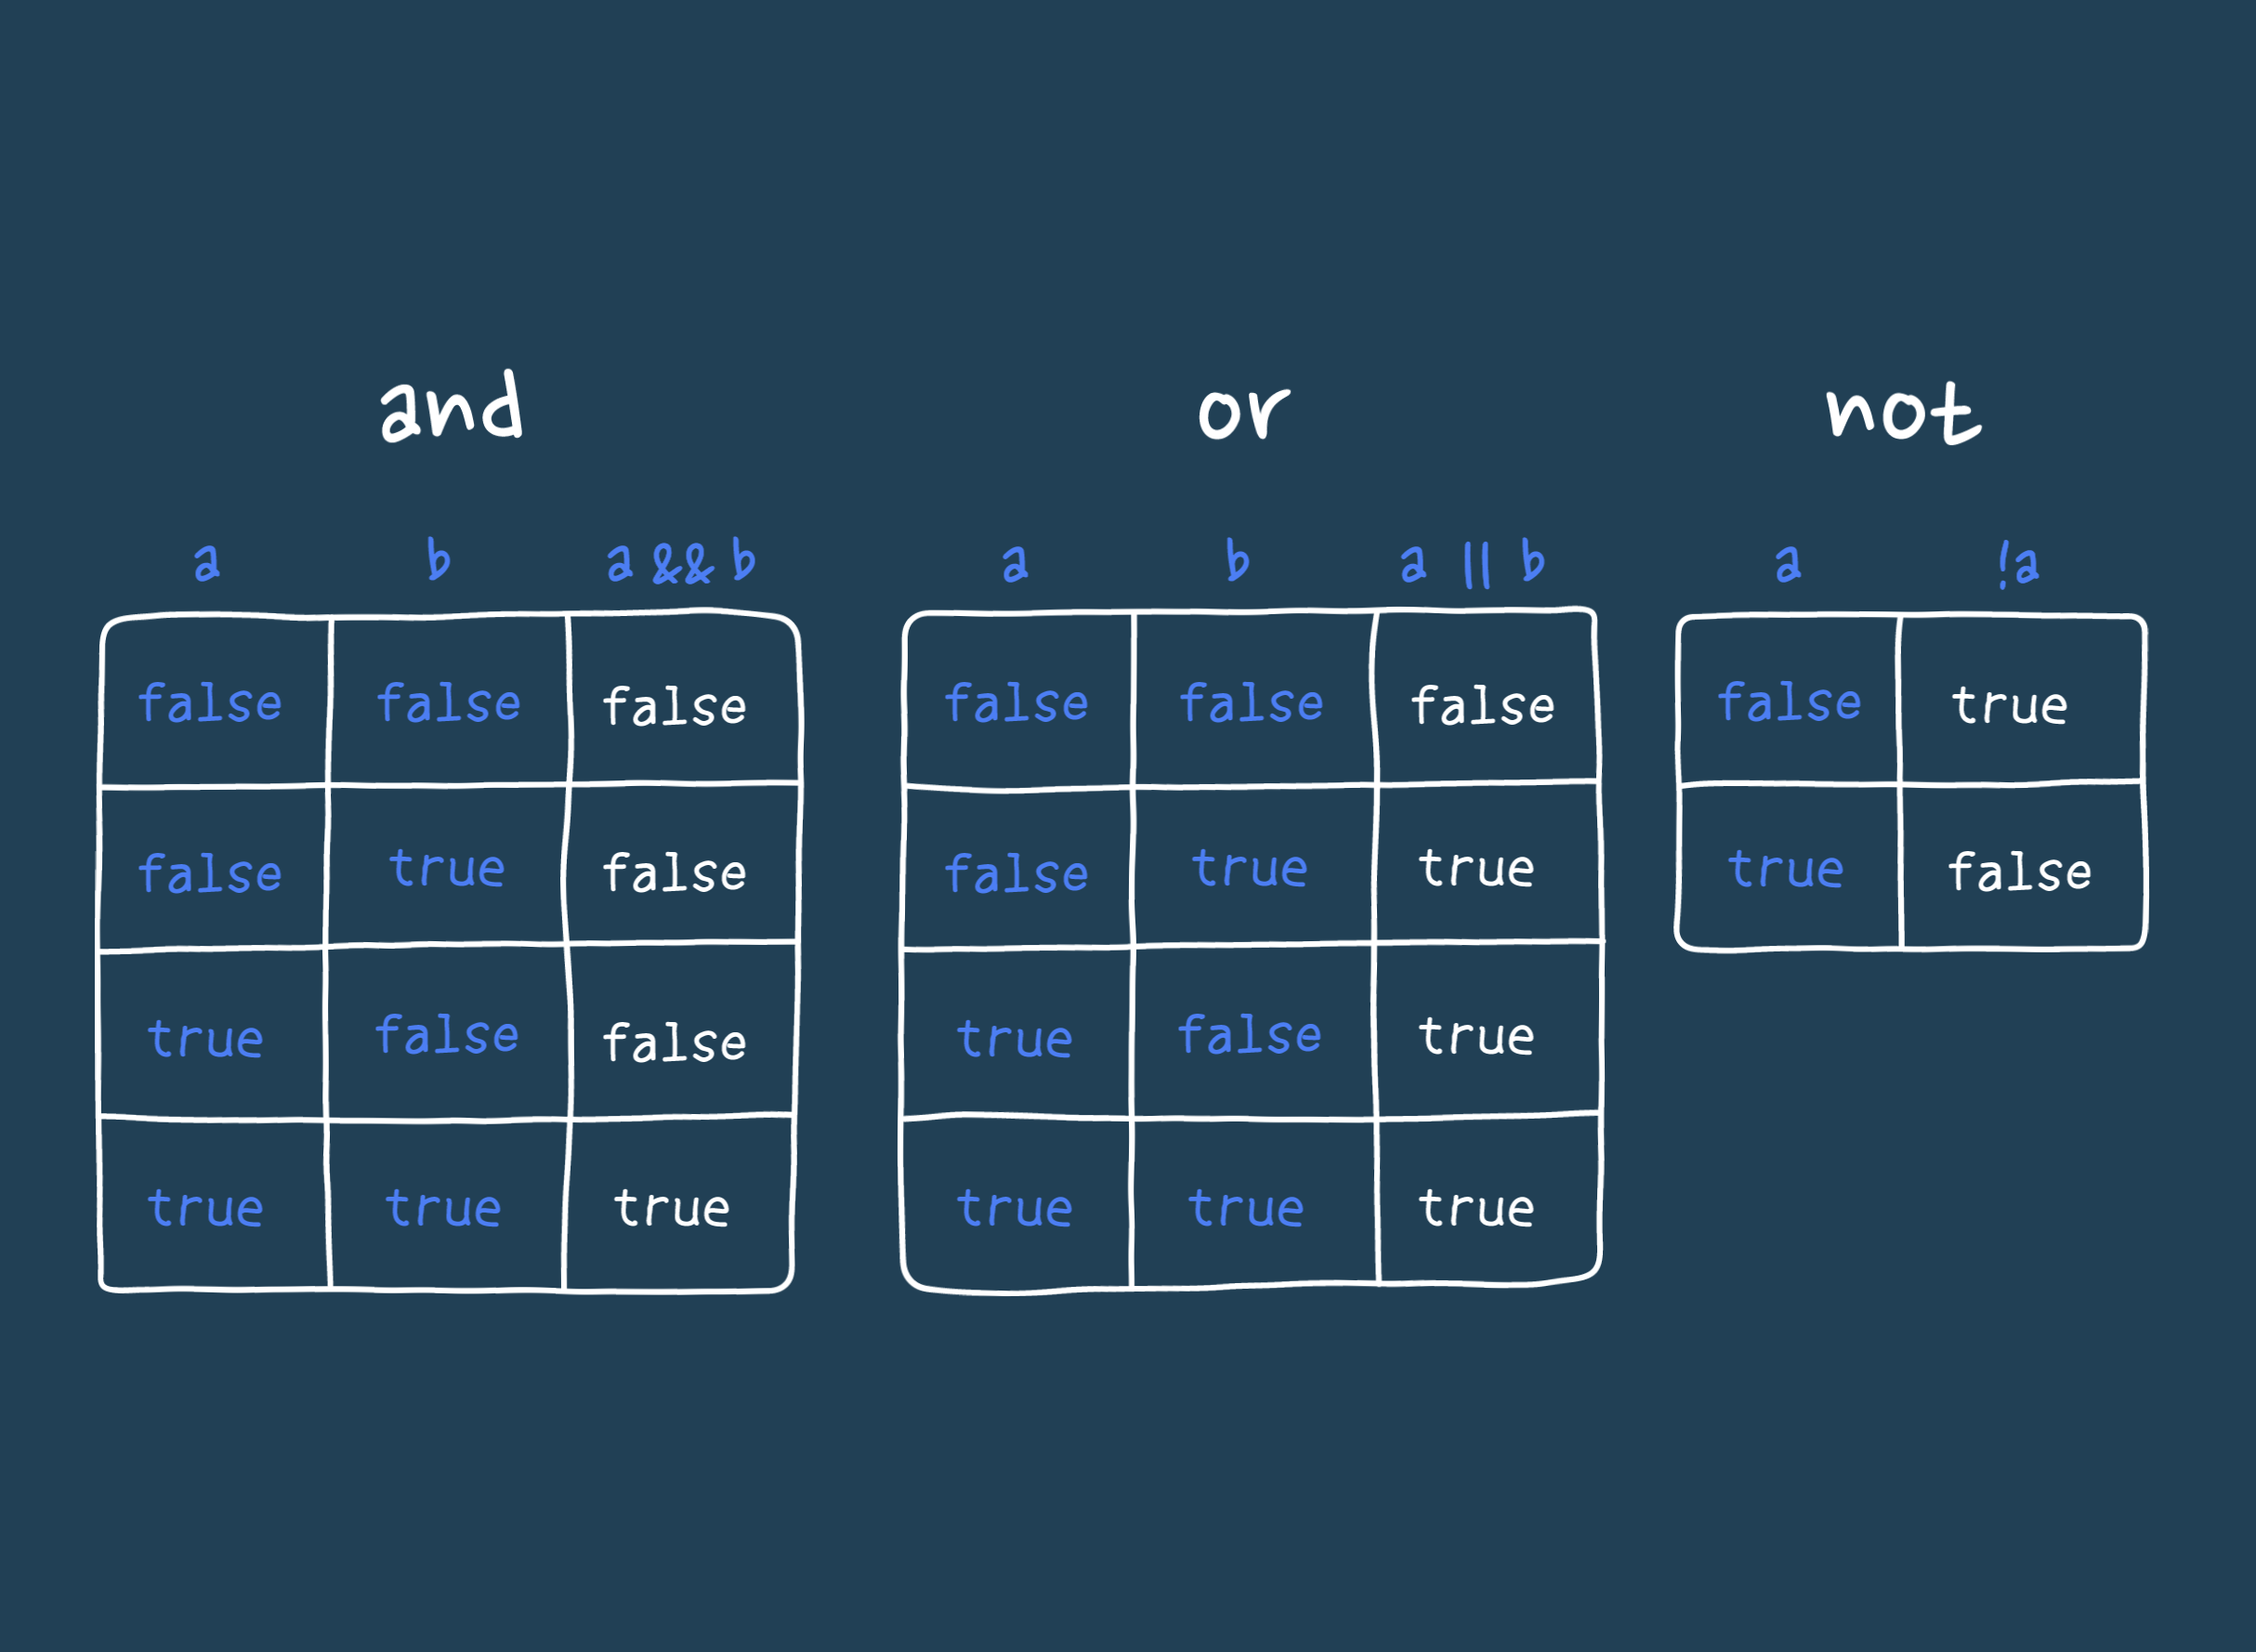 and
a b a && b
false false false
false true false
true false false
true true true
or
a b a || b
false false false
false true true
true false true
true true true
not
a !a
false true
true false